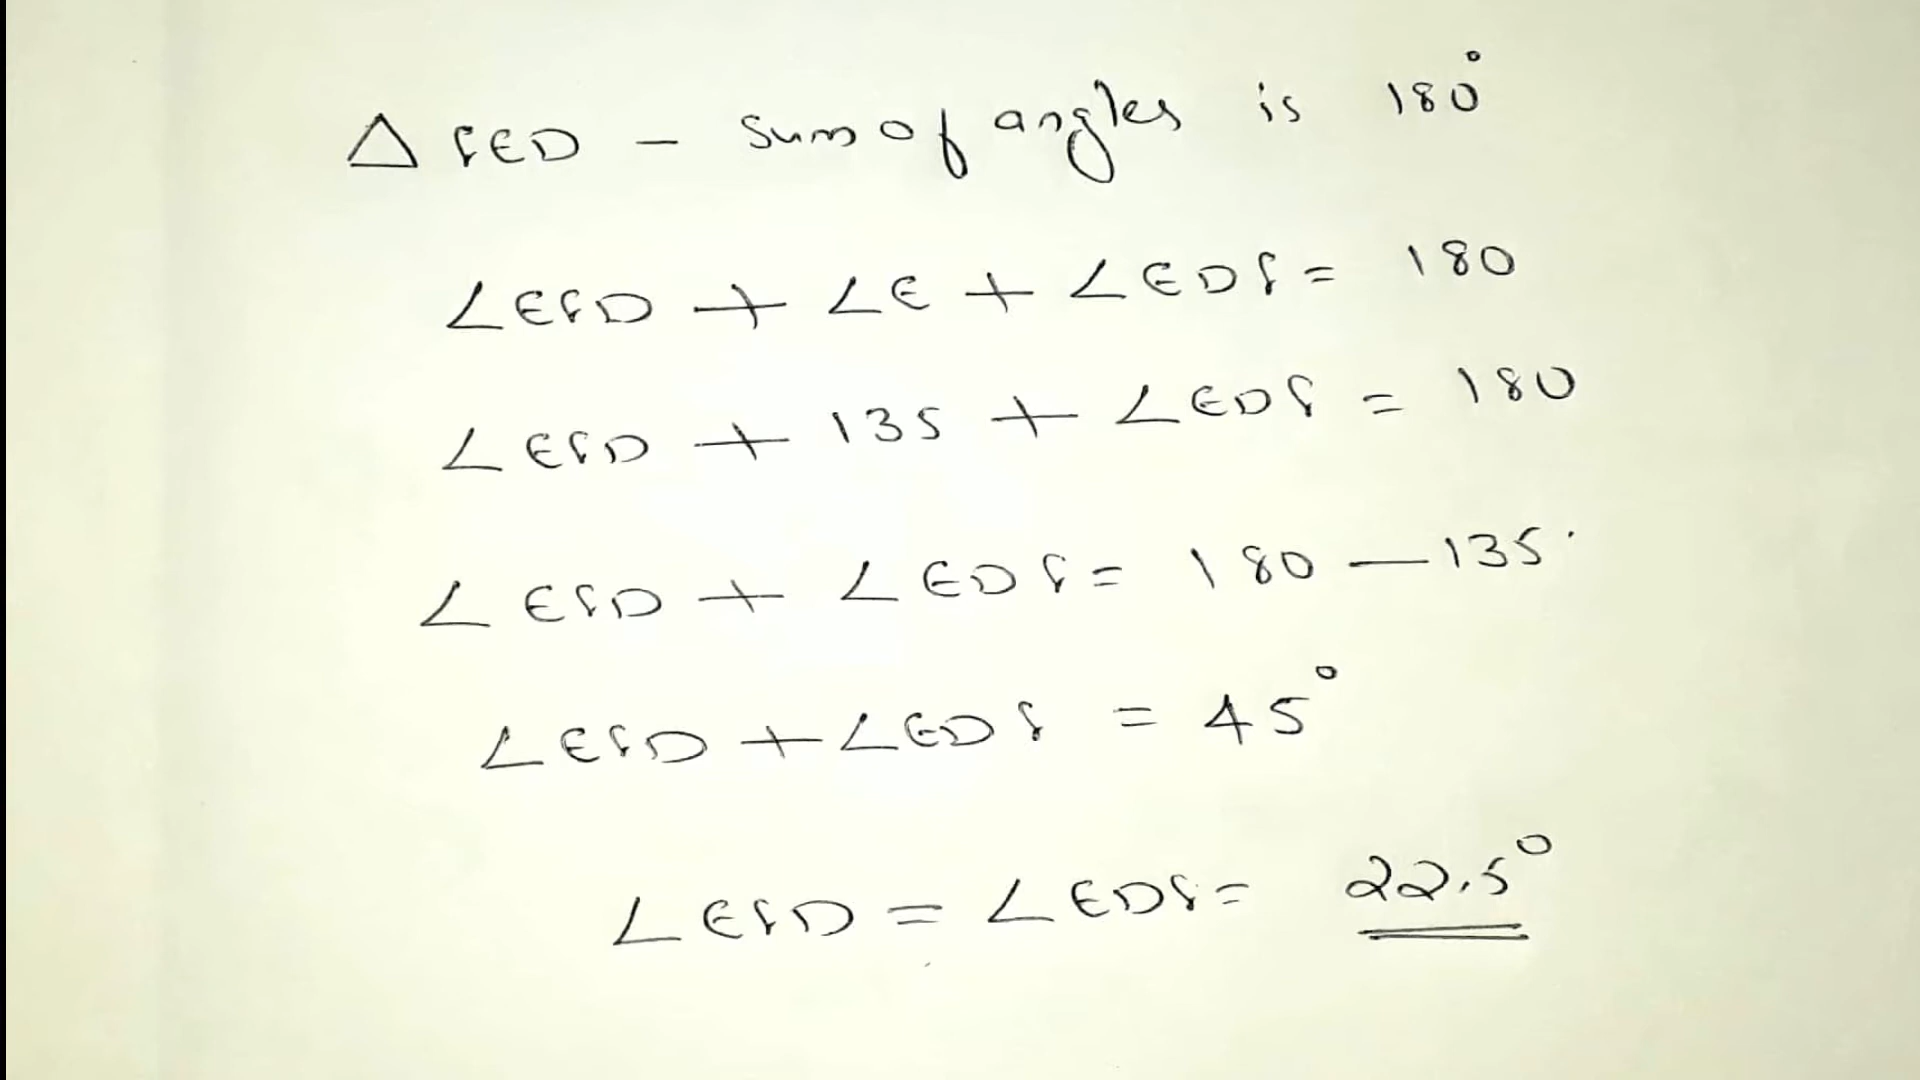 △ FED - Sum of angles is 180°
∠EFD + ∠E + ∠EDF = 180
∠EFD + 135 + ∠EDF = 180
∠EFD + ∠EDF = 180 - 135
∠EFD + ∠EDF = 45°
∠EFD = ∠EDF = 22.5°